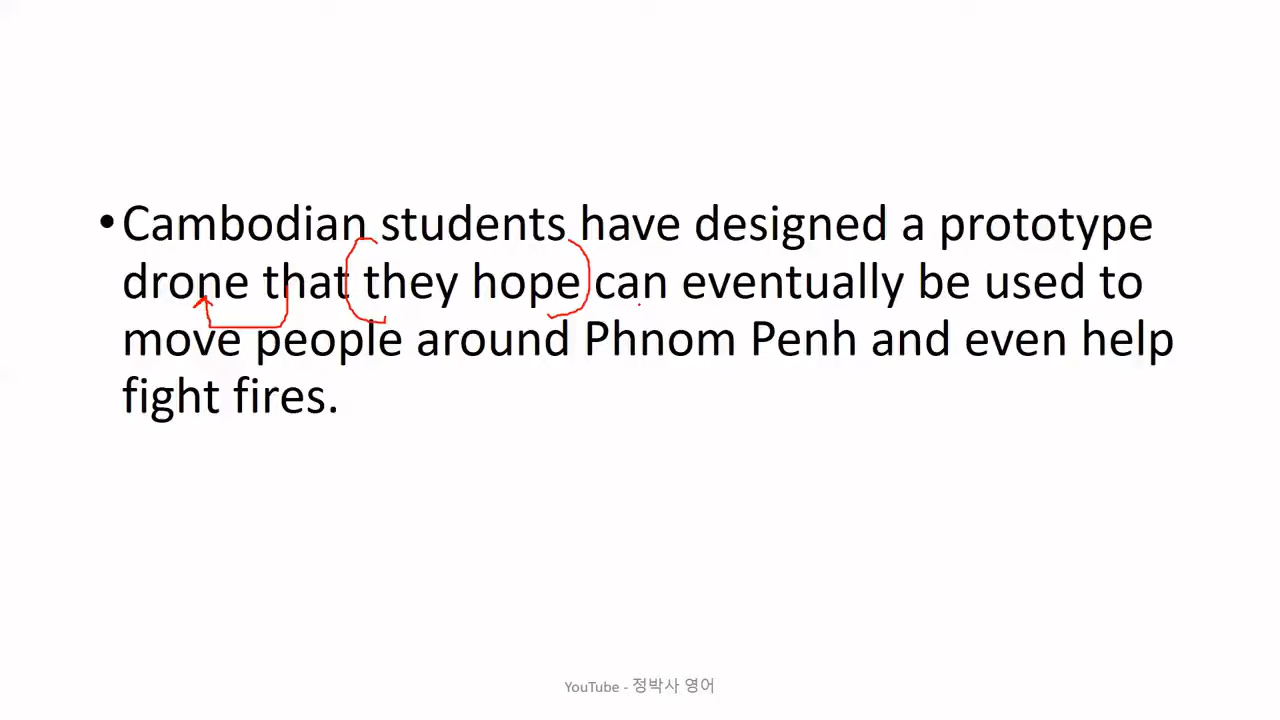 •Cambodian students have designed a prototype
drone that they hope can eventually be used to
move people around Phnom Penh and even help
fight fires.
YouTube - 정박사 영어